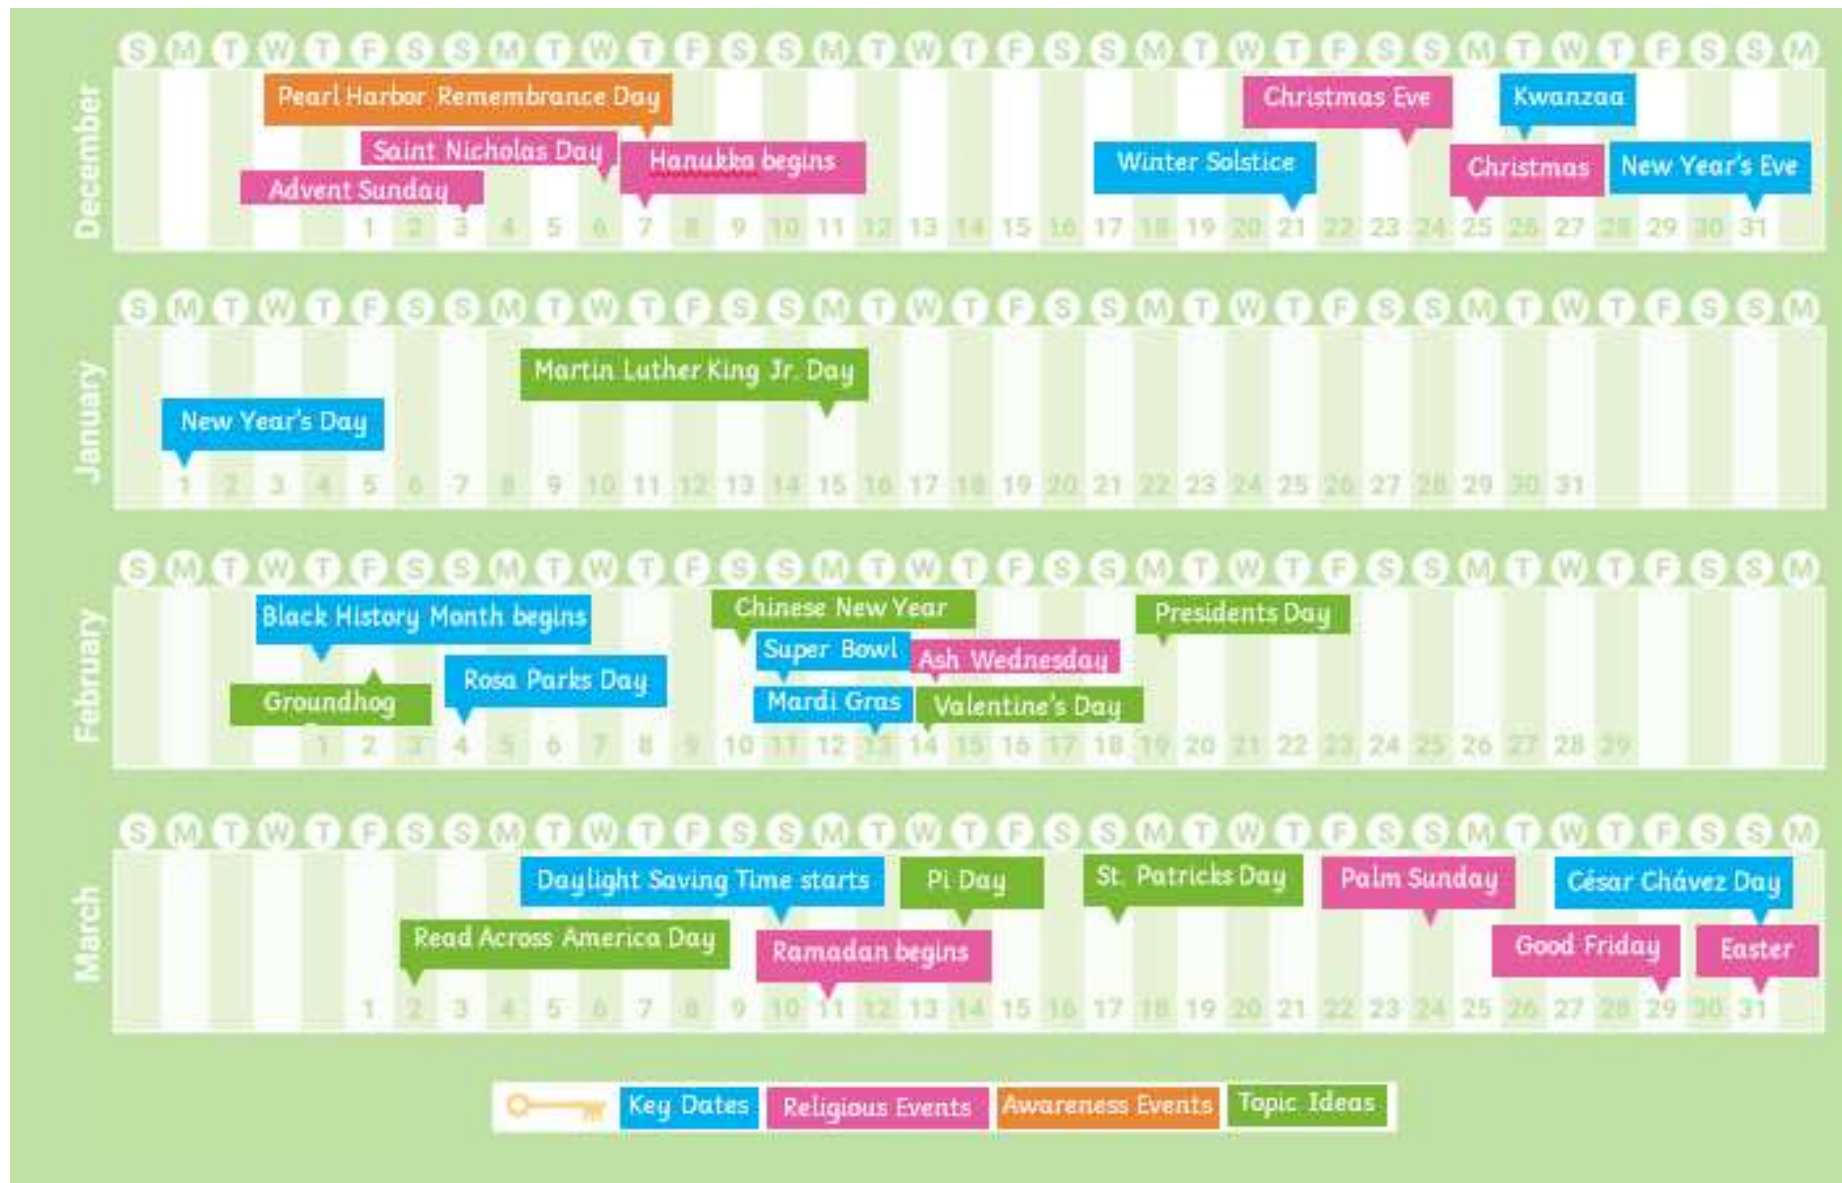 S M T W T F S S M T W T F S S M T W T F S S M T W T F S S M T W T F S S M
December
Pearl Harbor Remembrance Day
Christmas Eve
Kwanzaa
Saint Nicholas Day
Hanukka begins
Winter Solstice
Christmas
New Year's Eve
Advent Sunday
1 2 3 4 5 6 7 8 9 10 11 12 13 14 15 16 17 18 19 20 21 22 23 24 25 26 27 28 29 30 31
S M T W T F S S M T W T F S S M T W T F S S M T W T F S S M T W T F S S M
January
Martin Luther King Jr. Day
New Year's Day
1 2 3 4 5 6 7 8 9 10 11 12 13 14 15 16 17 18 19 20 21 22 23 24 25 26 27 28 29 30 31
S M T W T F S S M T W T F S S M T W T F S S M T W T F S S M T W T F S S M
February
Black History Month begins
Chinese New Year
Presidents Day
Super Bowl
Ash Wednesday
Rosa Parks Day
Groundhog
Mardi Gras
Valentine's Day
1 2 3 4 5 6 7 8 9 10 11 12 13 14 15 16 17 18 19 20 21 22 23 24 25 26 27 28 29
S M T W T F S S M T W T F S S M T W T F S S M T W T F S S M T W T F S S M
March
Daylight Saving Time starts
Pi Day
St. Patricks Day
Palm Sunday
César Chávez Day
Read Across America Day
Ramadan begins
Good Friday
Easter
1 2 3 4 5 6 7 8 9 10 11 12 13 14 15 16 17 18 19 20 21 22 23 24 25 26 27 28 29 30 31
Key Dates
Religious Events
Awareness Events
Topic Ideas